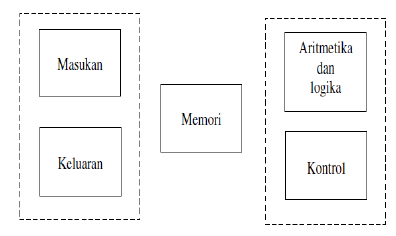 Masukan
Keluaran
Memori
Aritmetika
dan
logika
Kontrol